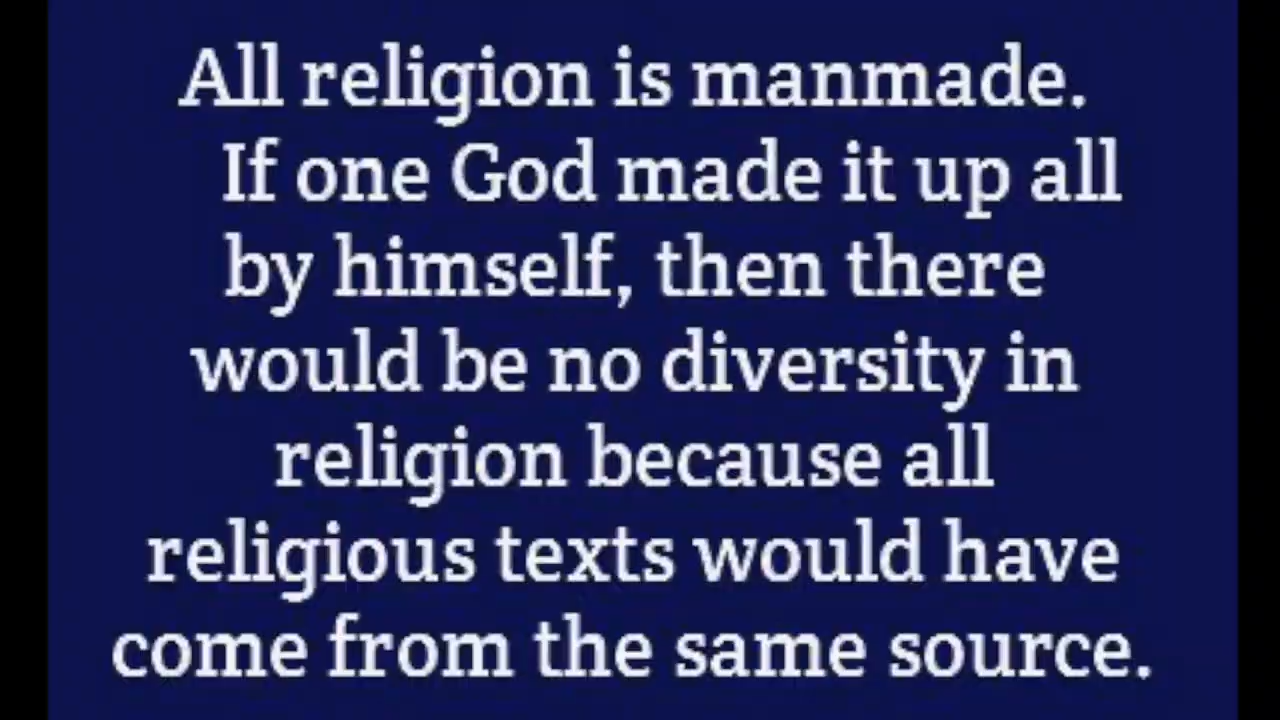 All religion is manmade.
If one God made it up all
by himself, then there
would be no diversity in
religion because all
religious texts would have
come from the same source.